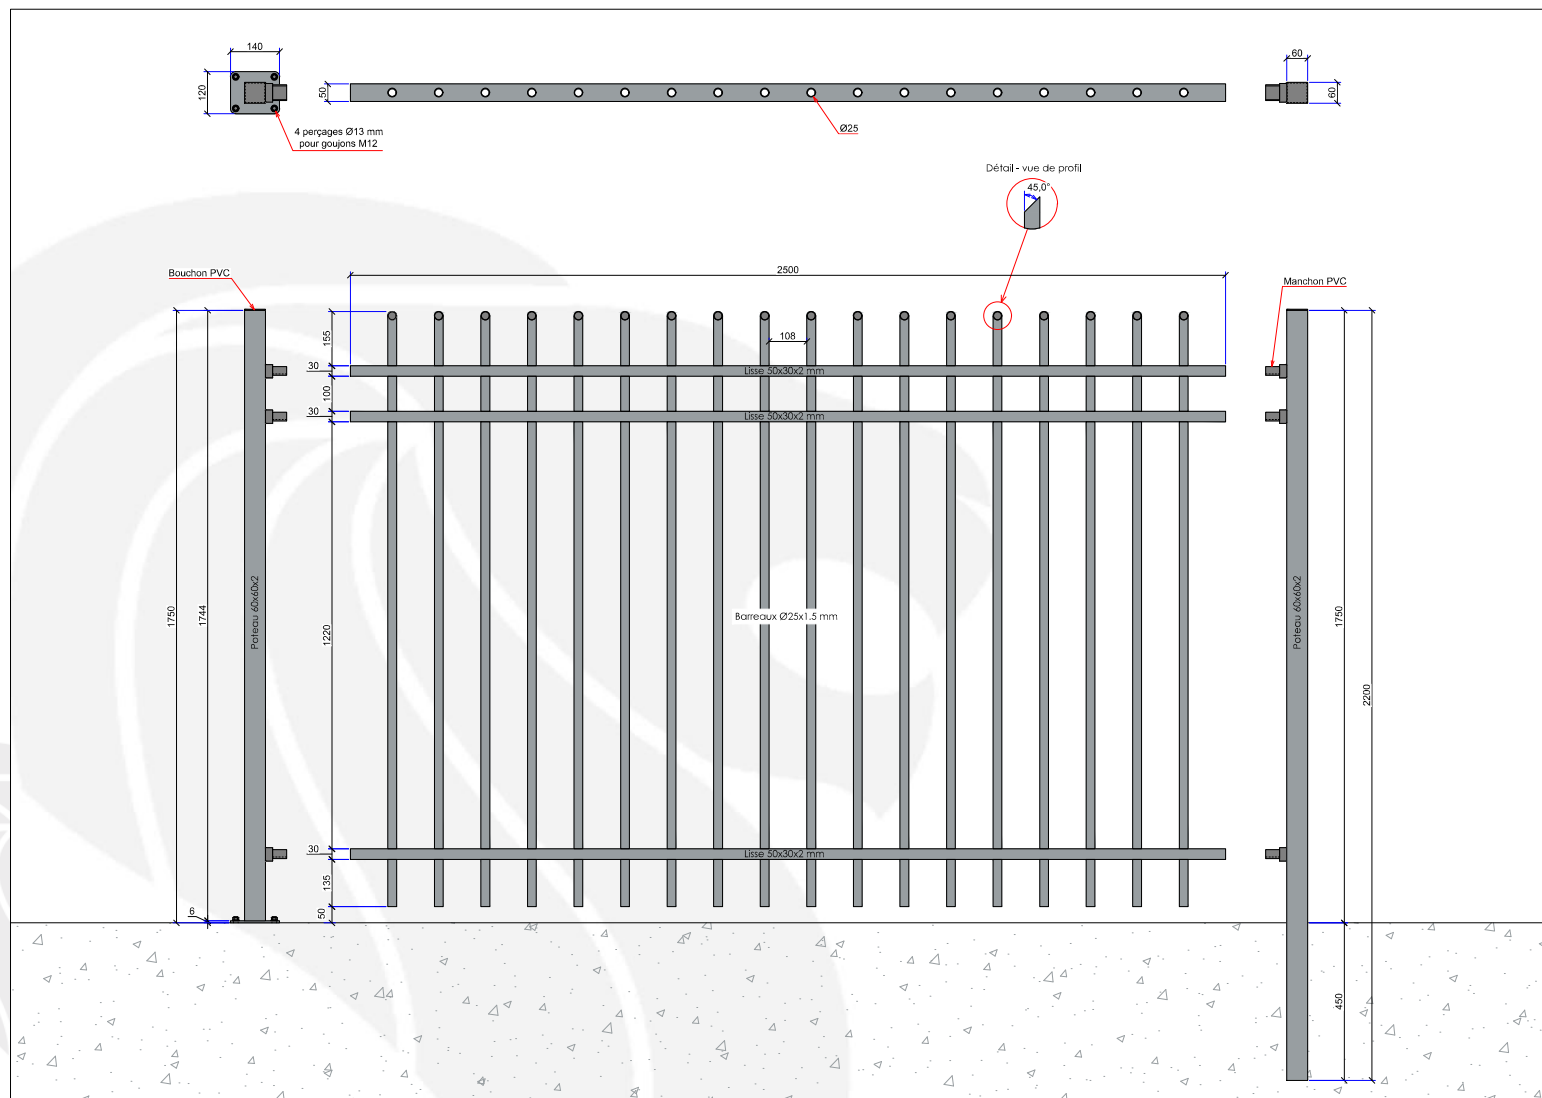 140
60
120
50
60
4 perçages Ø13 mm
pour goujons M12
Ø25
Détail - vue de profil
45,0°
Bouchon PVC
2500
Manchon PVC
155
108
30
Lisse 50x30x2 mm
100
30
Lisse 50x30x2 mm
1750
1744
Poteau 60x60x2
1220
Barreaux Ø25x1.5 mm
Poteau 60x60x2
1750
2200
30
Lisse 50x30x2 mm
135
6
50
450